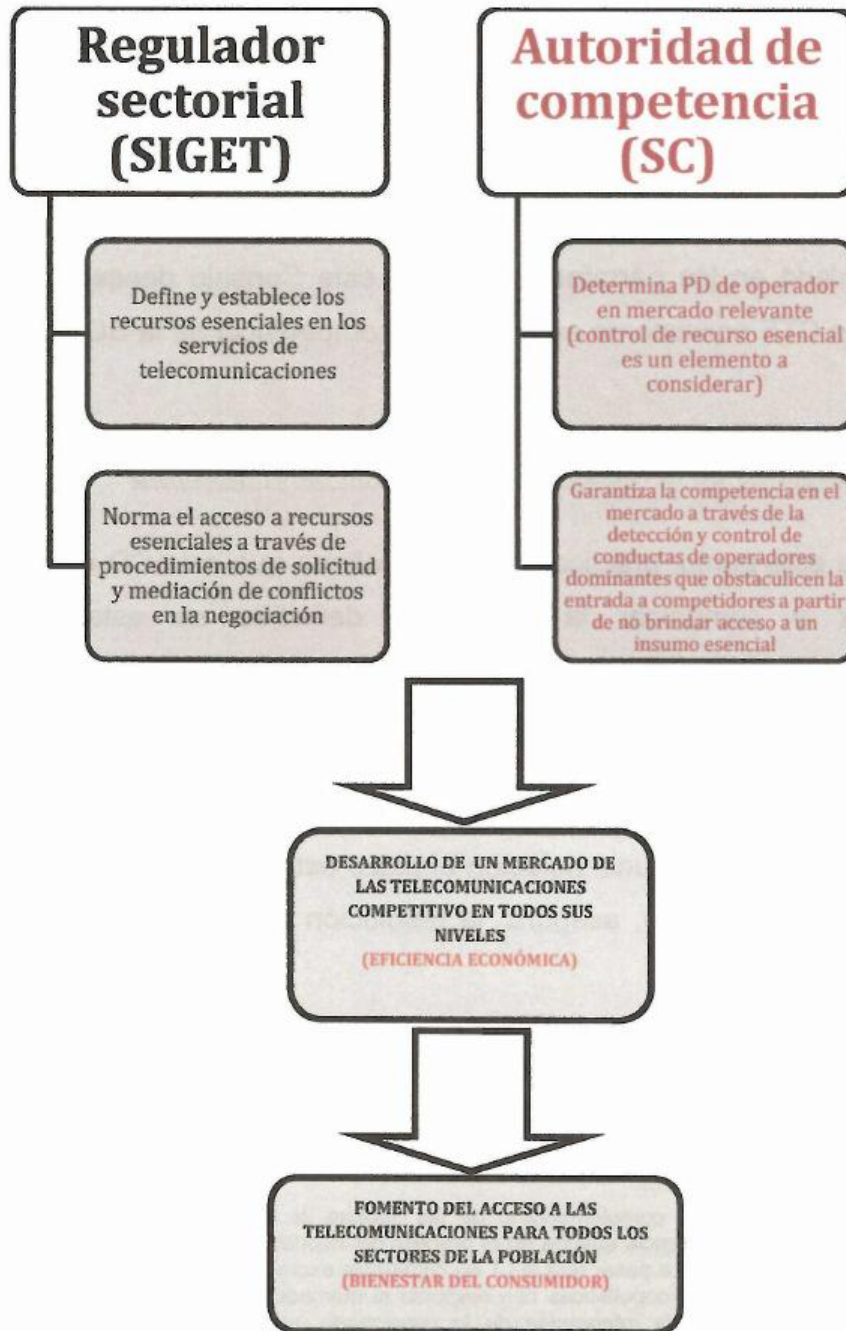 Regulador
sectorial
(SIGET)
Define y establece los
recursos esenciales en los
servicios de
telecomunicaciones
Norma el acceso a recursos
esenciales a través de
procedimientos de solicitud
y mediación de conflictos
en la negociación
Autoridad de
competencia
(SC)
Determina PD de operador
en mercado relevante
(control de recurso esencial
es un elemento a
considerar)
Garantiza la competencia en el
mercado a través de la
detección y control de
conductas de operadores
dominantes que obstaculicen la
entrada a competidores a partir
de no brindar acceso a un
insumo esencial
DESARROLLO DE UN MERCADO DE
LAS TELECOMUNICACIONES
COMPETITIVO EN TODOS SUS
NIVELES
(EFICIENCIA ECONÓMICA)
FOMENTO DEL ACCESO A LAS
TELECOMUNICACIONES PARA TODOS LOS
SECTORES DE LA POBLACIÓN
(BIENESTAR DEL CONSUMIDOR)